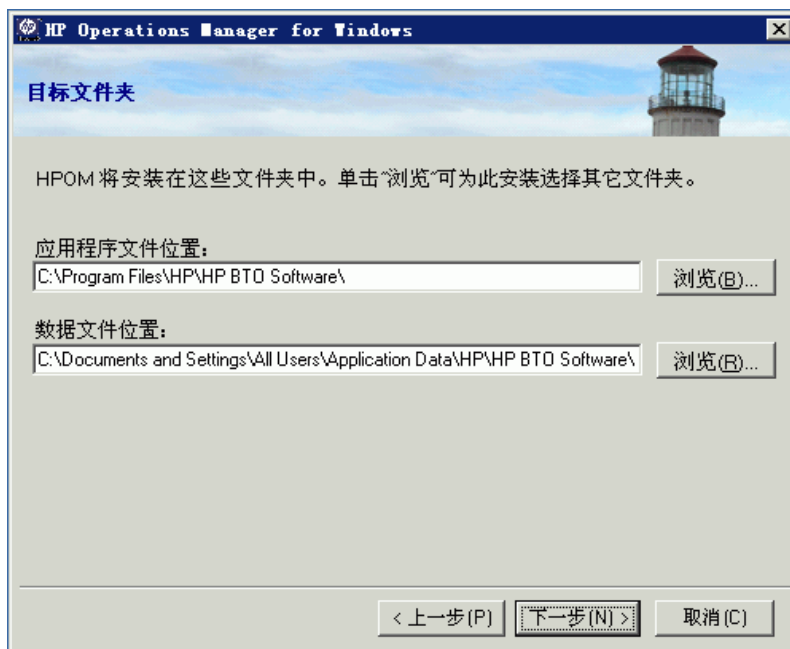 HP Operations Manager for Windows
目标文件夹
HPOM 将安装在这些文件夹中。单击“浏览”可为此安装选择其它文件夹。
应用程序文件位置:
C:\Program Files\HP\HP BTO Software\
浏览(B)...
数据文件位置:
C:\Documents and Settings\All Users\Application Data\HP\HP BTO Software\
浏览(R)...
< 上一步(P)
下一步(N) >
取消(C)